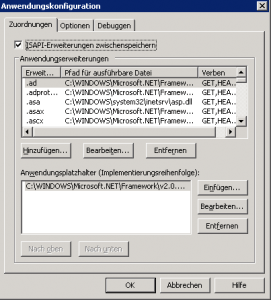 Anwendungskonfiguration
Zuordnungen Optionen Debuggen
ISAPI-Erweiterungen zwischenspeichern
Anwendungserweiterungen
Erweit... Pfad für ausführbare Datei Verben
.ad C:\WINDOWS\Microsoft.NET\Framew... GET,HEA...
.adprot... C:\WINDOWS\Microsoft.NET\Framew... GET,HEA...
.asa C:\WINDOWS\system32\inetsrv\asp.dll GET,HEA...
.asax C:\WINDOWS\Microsoft.NET\Framew... GET,HEA...
.ascx C:\WINDOWS\Microsoft.NET\Framew... GET,HEA...
Hinzufügen... Bearbeiten... Entfernen
Anwendungsplatzhalter (Implementierungsreihenfolge):
C:\WINDOWS\Microsoft.NET\Framework\v2.0.... Einfügen...
Bearbeiten...
Entfernen
Nach oben Nach unten
OK Abbrechen Hilfe